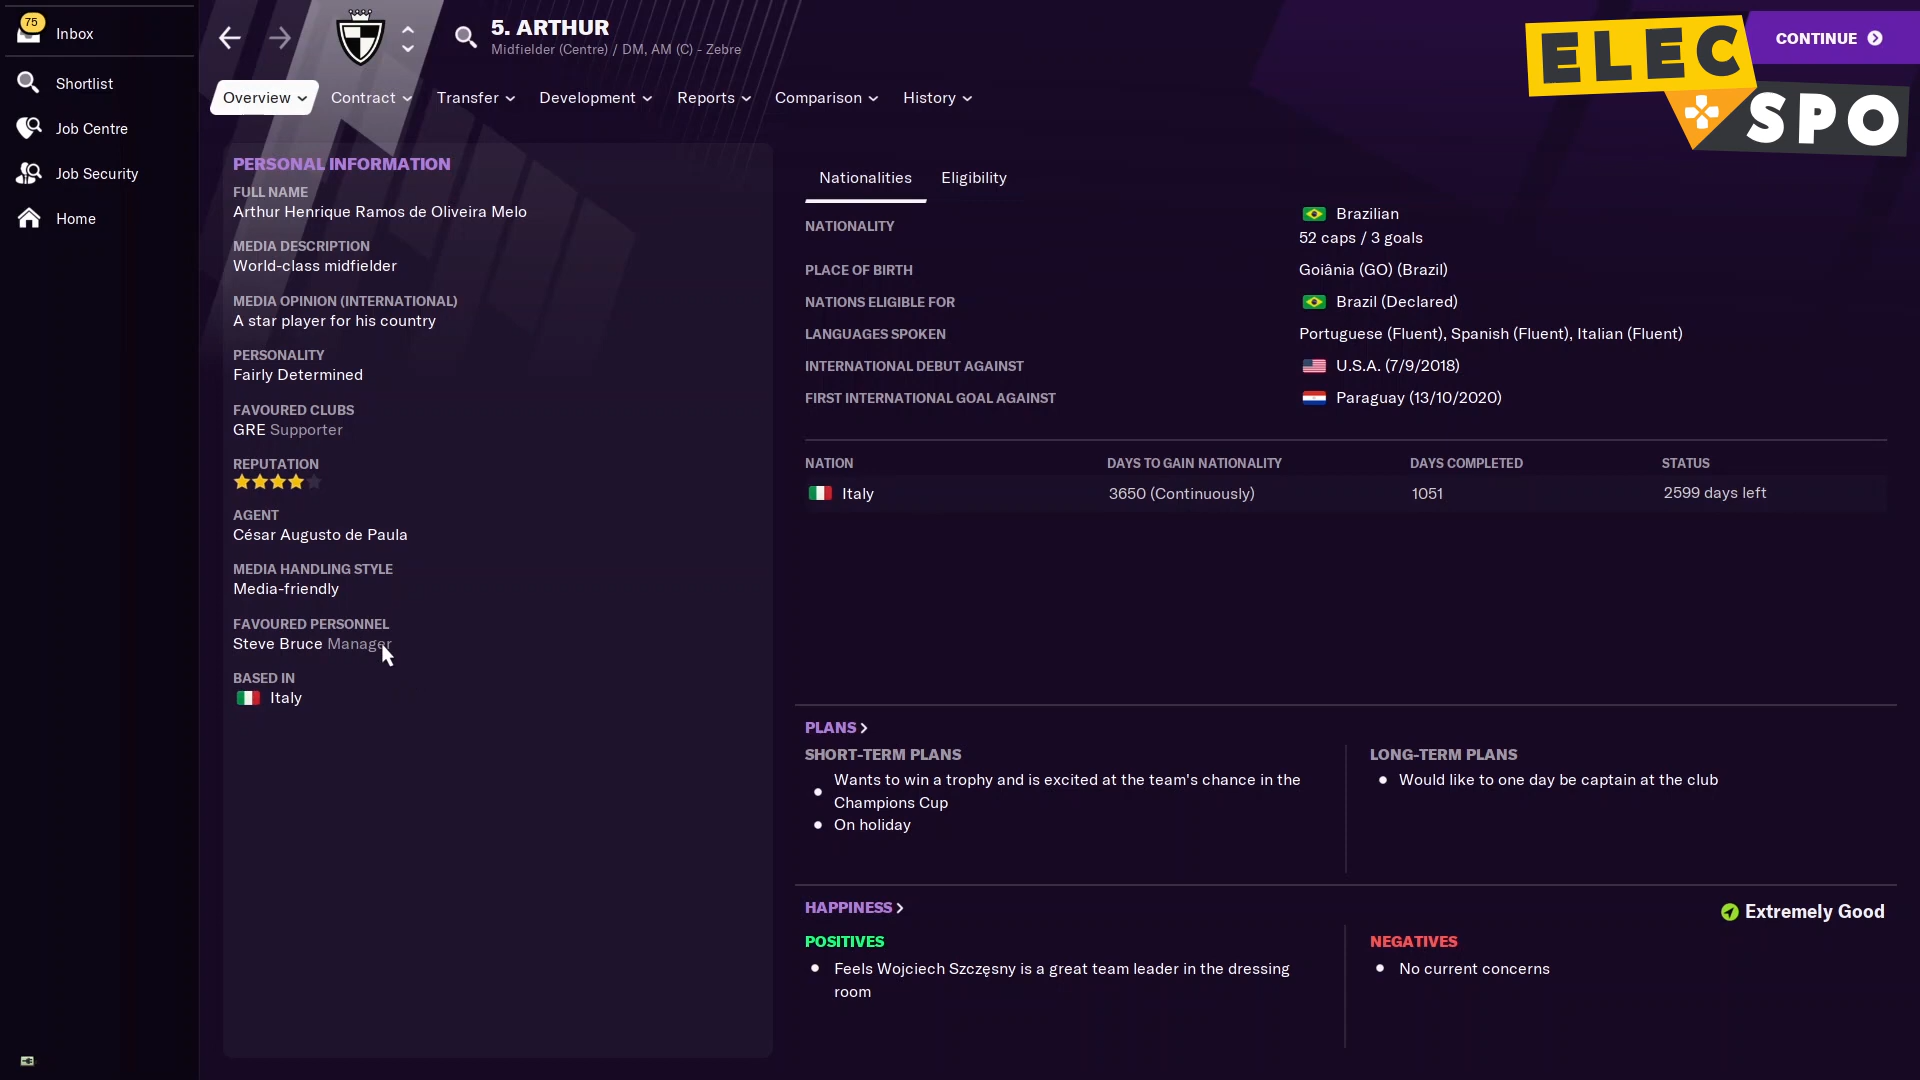 75
Inbox
Shortlist
Job Centre
Job Security
Home
5. ARTHUR
Midfielder (Centre) / DM, AM (C) - Zebre
ELEC
SPO
CONTINUE
Overview
Contract
Transfer
Development
Reports
Comparison
History
PERSONAL INFORMATION
FULL NAME
Arthur Henrique Ramos de Oliveira Melo
MEDIA DESCRIPTION
World-class midfielder
MEDIA OPINION (INTERNATIONAL)
A star player for his country
PERSONALITY
Fairly Determined
FAVOURED CLUBS
GRE Supporter
REPUTATION
AGENT
César Augusto de Paula
MEDIA HANDLING STYLE
Media-friendly
FAVOURED PERSONNEL
Steve Bruce Manager
BASED IN
Italy
Nationalities
Eligibility
NATIONALITY
Brazilian
52 caps / 3 goals
PLACE OF BIRTH
Goiânia (GO) (Brazil)
NATIONS ELIGIBLE FOR
Brazil (Declared)
LANGUAGES SPOKEN
Portuguese (Fluent), Spanish (Fluent), Italian (Fluent)
INTERNATIONAL DEBUT AGAINST
U.S.A. (7/9/2018)
FIRST INTERNATIONAL GOAL AGAINST
Paraguay (13/10/2020)
NATION DAYS TO GAIN NATIONALITY DAYS COMPLETED STATUS
Italy 3650 (Continuously) 1051 2599 days left
PLANS
SHORT-TERM PLANS
Wants to win a trophy and is excited at the team's chance in the
Champions Cup
On holiday
LONG-TERM PLANS
Would like to one day be captain at the club
HAPPINESS
Extremely Good
POSITIVES
Feels Wojciech Szczęsny is a great team leader in the dressing
room
NEGATIVES
No current concerns